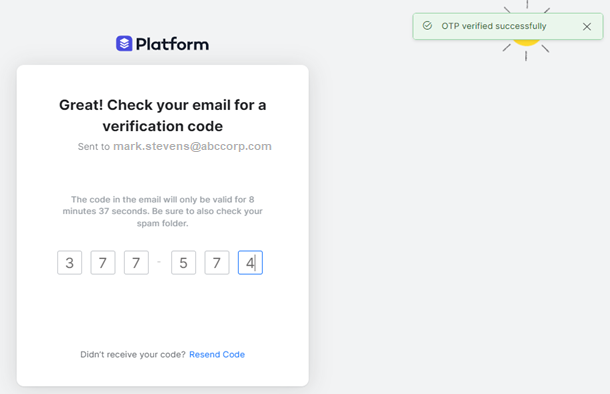 OTP verified successfully
Platform
Great! Check your email for a
verification code
Sent to mark.stevens@abccorp.com
The code in the email will only be valid for 8
minutes 37 seconds. Be sure to also check your
spam folder.
3 7 7 - 5 7 4
Didn't receive your code? Resend Code